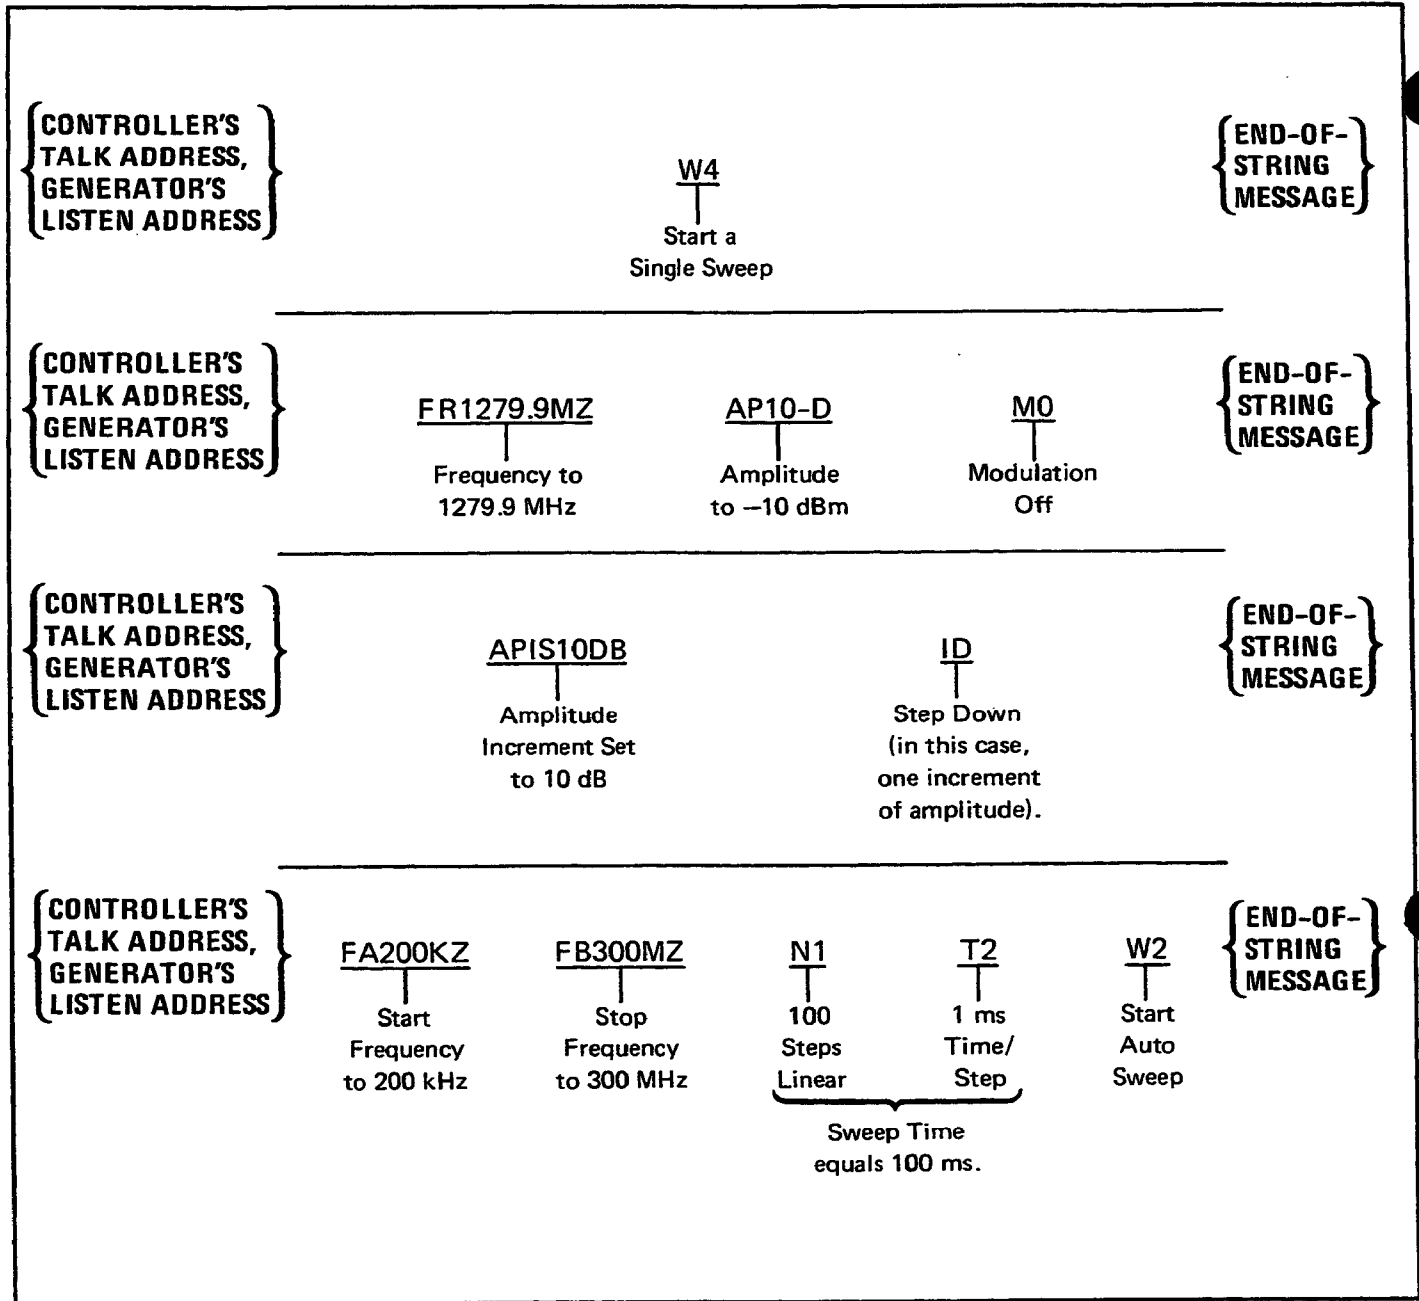 CONTROLLER'S
TALK ADDRESS,
GENERATOR'S
LISTEN ADDRESS
W4
Start a
Single Sweep
END-OF-
STRING
MESSAGE
CONTROLLER'S
TALK ADDRESS,
GENERATOR'S
LISTEN ADDRESS
FR1279.9MZ
Frequency to
1279.9 MHz
AP10-D
Amplitude
to −10 dBm
M0
Modulation
Off
END-OF-
STRING
MESSAGE
CONTROLLER'S
TALK ADDRESS,
GENERATOR'S
LISTEN ADDRESS
APIS10DB
Amplitude
Increment Set
to 10 dB
ID
Step Down
(in this case,
one increment
of amplitude).
END-OF-
STRING
MESSAGE
CONTROLLER'S
TALK ADDRESS,
GENERATOR'S
LISTEN ADDRESS
FA200KZ
Start
Frequency
to 200 kHz
FB300MZ
Stop
Frequency
to 300 MHz
N1
100
Steps
Linear
T2
1 ms
Time/
Step
Sweep Time
equals 100 ms.
W2
Start
Auto
Sweep
END-OF-
STRING
MESSAGE